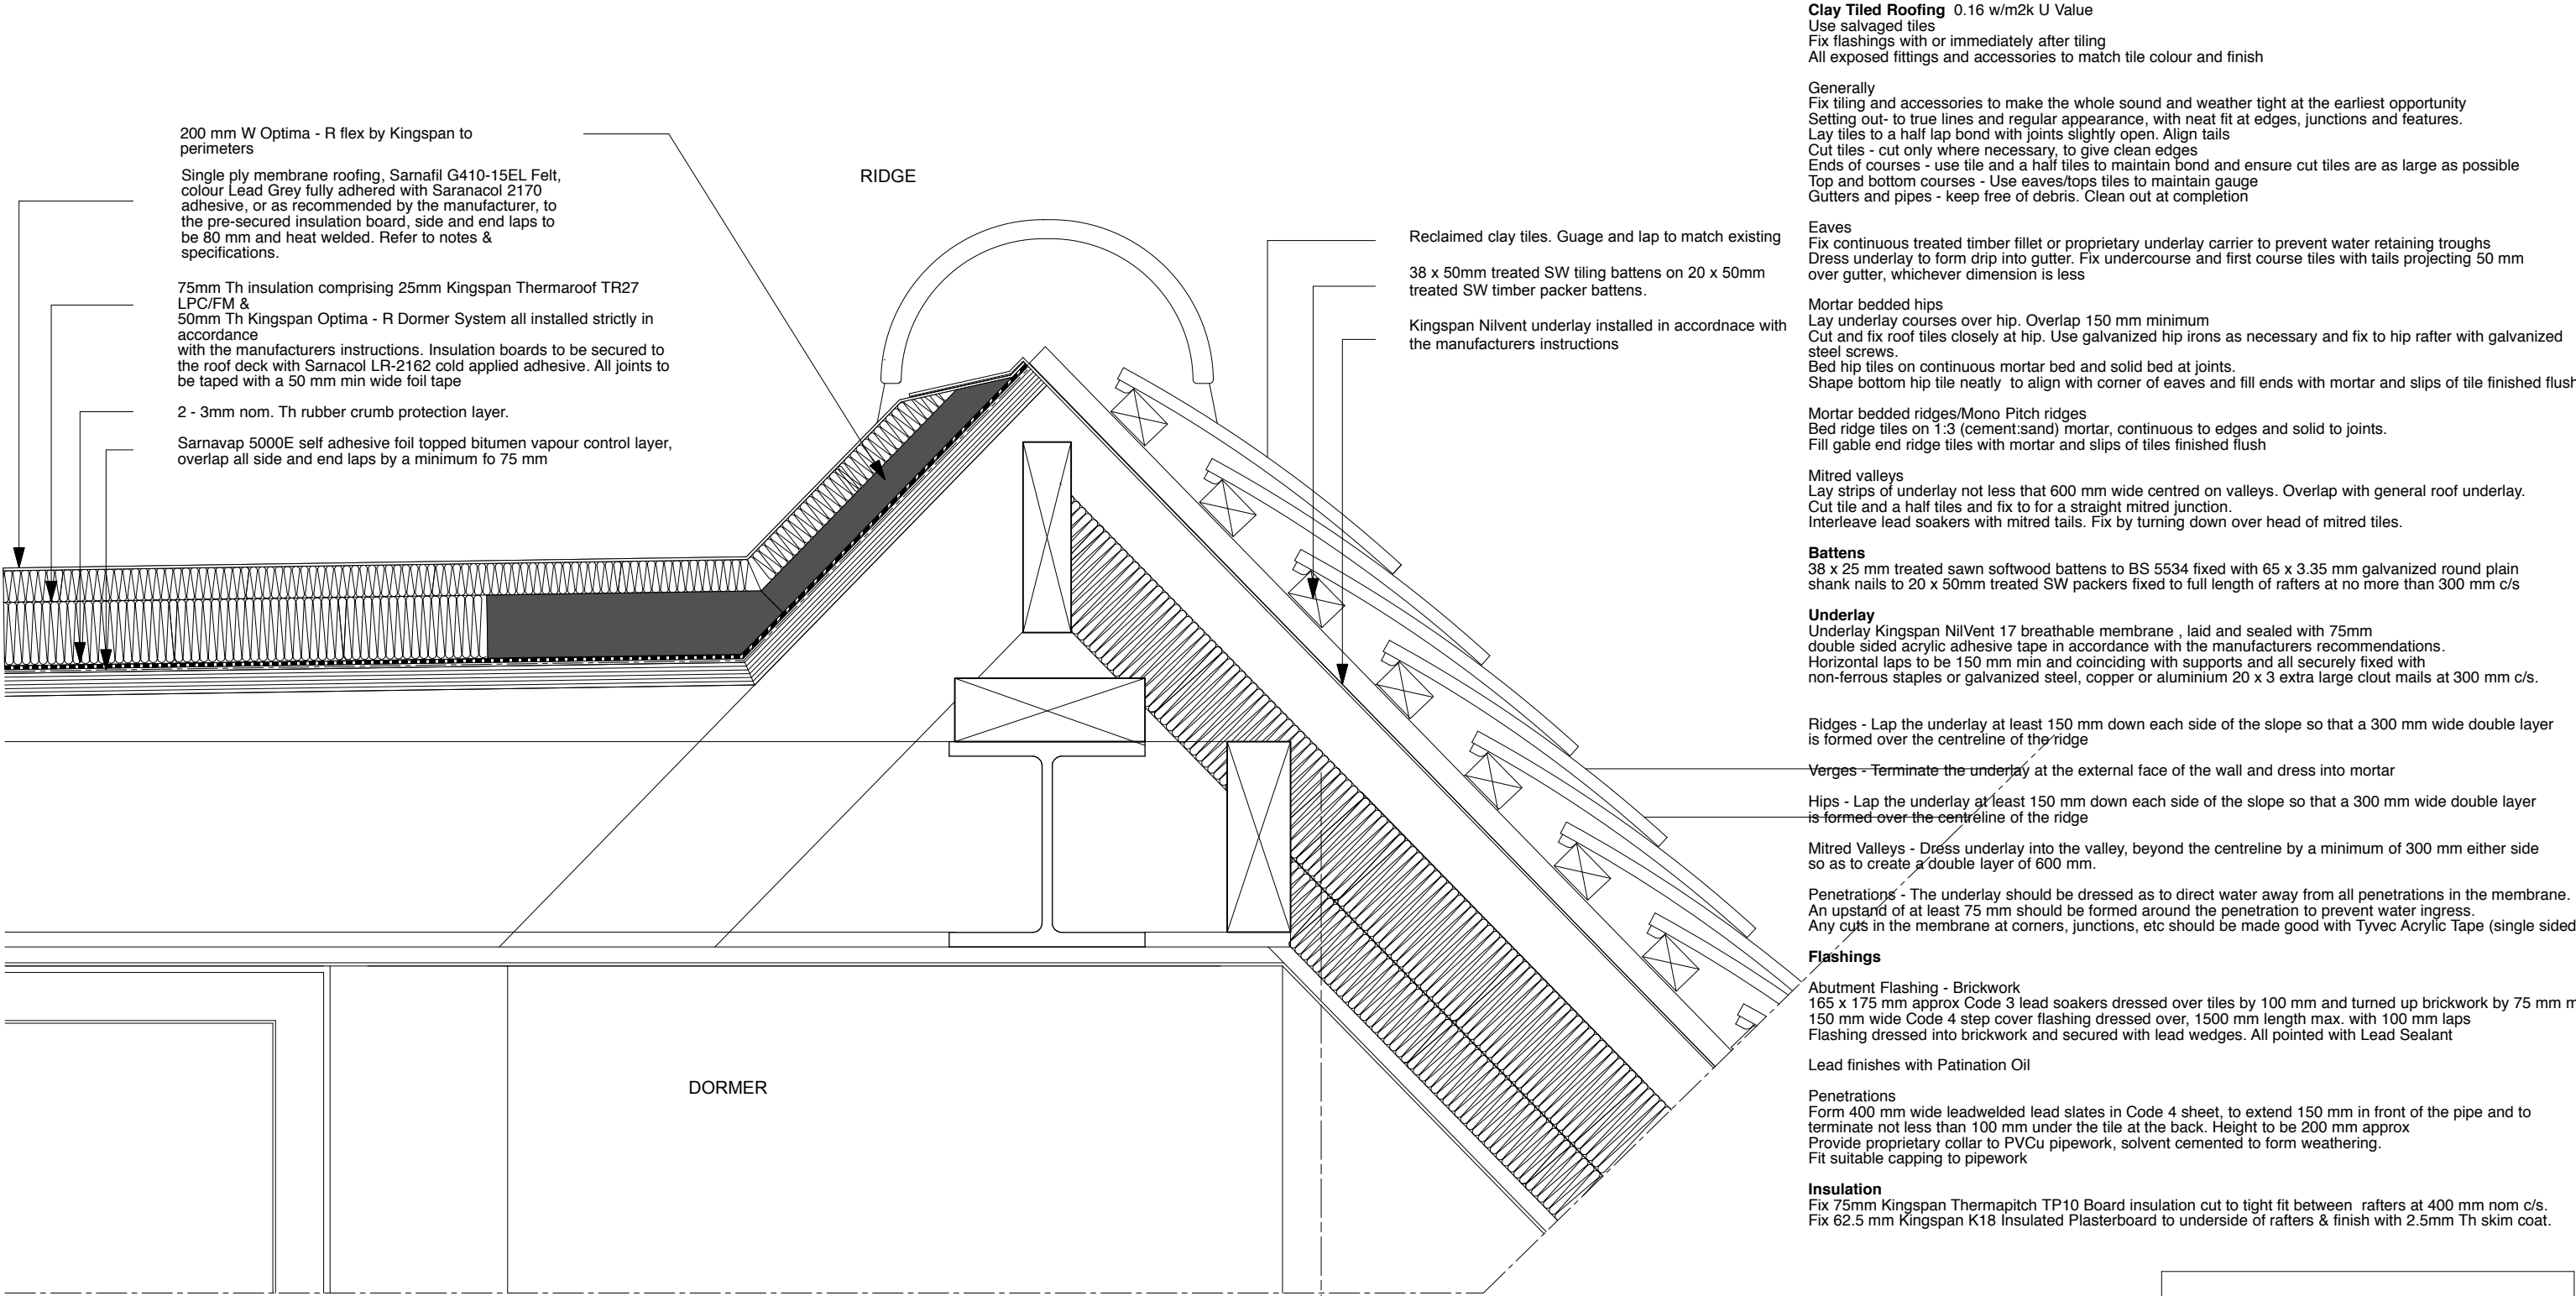 200 mm W Optima - R flex by Kingspan to
perimeters
Single ply membrane roofing, Sarnafil G410-15EL Felt,
colour Lead Grey fully adhered with Saranacol 2170
adhesive, or as recommended by the manufacturer, to
the pre-secured insulation board, side and end laps to
be 80 mm and heat welded. Refer to notes &
specifications.
75mm Th insulation comprising 25mm Kingspan Thermaroof TR27
LPC/FM &
50mm Th Kingspan Optima - R Dormer System all installed strictly in
accordance
with the manufacturers instructions. Insulation boards to be secured to
the roof deck with Sarnacol LR-2162 cold applied adhesive. All joints to
be taped with a 50 mm min wide foil tape
2 - 3mm nom. Th rubber crumb protection layer.
Sarnavap 5000E self adhesive foil topped bitumen vapour control layer,
overlap all side and end laps by a minimum fo 75 mm
RIDGE
Reclaimed clay tiles. Guage and lap to match existing
38 x 50mm treated SW tiling battens on 20 x 50mm
treated SW timber packer battens.
Kingspan Nilvent underlay installed in accordnace with
the manufacturers instructions
DORMER
Clay Tiled Roofing 0.16 w/m2k U Value
Use salvaged tiles
Fix flashings with or immediately after tiling
All exposed fittings and accessories to match tile colour and finish
Generally
Fix tiling and accessories to make the whole sound and weather tight at the earliest opportunity
Setting out- to true lines and regular appearance, with neat fit at edges, junctions and features.
Lay tiles to a half lap bond with joints slightly open. Align tails
Cut tiles - cut only where necessary, to give clean edges
Ends of courses - use tile and a half tiles to maintain bond and ensure cut tiles are as large as possible
Top and bottom courses - Use eaves/tops tiles to maintain gauge
Gutters and pipes - keep free of debris. Clean out at completion
Eaves
Fix continuous treated timber fillet or proprietary underlay carrier to prevent water retaining troughs
Dress underlay to form drip into gutter. Fix undercourse and first course tiles with tails projecting 50 mm
over gutter, whichever dimension is less
Mortar bedded hips
Lay underlay courses over hip. Overlap 150 mm minimum
Cut and fix roof tiles closely at hip. Use galvanized hip irons as necessary and fix to hip rafter with galvanized
steel screws.
Bed hip tiles on continuous mortar bed and solid bed at joints.
Shape bottom hip tile neatly to align with corner of eaves and fill ends with mortar and slips of tile finished flush
Mortar bedded ridges/Mono Pitch ridges
Bed ridge tiles on 1:3 (cement:sand) mortar, continuous to edges and solid to joints.
Fill gable end ridge tiles with mortar and slips of tiles finished flush
Mitred valleys
Lay strips of underlay not less that 600 mm wide centred on valleys. Overlap with general roof underlay.
Cut tile and a half tiles and fix to for a straight mitred junction.
Interleave lead soakers with mitred tails. Fix by turning down over head of mitred tiles.
Battens
38 x 25 mm treated sawn softwood battens to BS 5534 fixed with 65 x 3.35 mm galvanized round plain
shank nails to 20 x 50mm treated SW packers fixed to full length of rafters at no more than 300 mm c/s
Underlay
Underlay Kingspan NilVent 17 breathable membrane , laid and sealed with 75mm
double sided acrylic adhesive tape in accordance with the manufacturers recommendations.
Horizontal laps to be 150 mm min and coinciding with supports and all securely fixed with
non-ferrous staples or galvanized steel, copper or aluminium 20 x 3 extra large clout mails at 300 mm c/s.
Ridges - Lap the underlay at least 150 mm down each side of the slope so that a 300 mm wide double layer
is formed over the centreline of the ridge
Verges - Terminate the underlay at the external face of the wall and dress into mortar
Hips - Lap the underlay at least 150 mm down each side of the slope so that a 300 mm wide double layer
is formed over the centreline of the ridge
Mitred Valleys - Dress underlay into the valley, beyond the centreline by a minimum of 300 mm either side
so as to create a double layer of 600 mm.
Penetrations - The underlay should be dressed as to direct water away from all penetrations in the membrane.
An upstand of at least 75 mm should be formed around the penetration to prevent water ingress.
Any cuts in the membrane at corners, junctions, etc should be made good with Tyvec Acrylic Tape (single sided
Flashings
Abutment Flashing - Brickwork
165 x 175 mm approx Code 3 lead soakers dressed over tiles by 100 mm and turned up brickwork by 75 mm m
150 mm wide Code 4 step cover flashing dressed over, 1500 mm length max. with 100 mm laps
Flashing dressed into brickwork and secured with lead wedges. All pointed with Lead Sealant
Lead finishes with Patination Oil
Penetrations
Form 400 mm wide leadwelded lead slates in Code 4 sheet, to extend 150 mm in front of the pipe and to
terminate not less than 100 mm under the tile at the back. Height to be 200 mm approx
Provide proprietary collar to PVCu pipework, solvent cemented to form weathering.
Fit suitable capping to pipework
Insulation
Fix 75mm Kingspan Thermapitch TP10 Board insulation cut to tight fit between rafters at 400 mm nom c/s.
Fix 62.5 mm Kingspan K18 Insulated Plasterboard to underside of rafters & finish with 2.5mm Th skim coat.